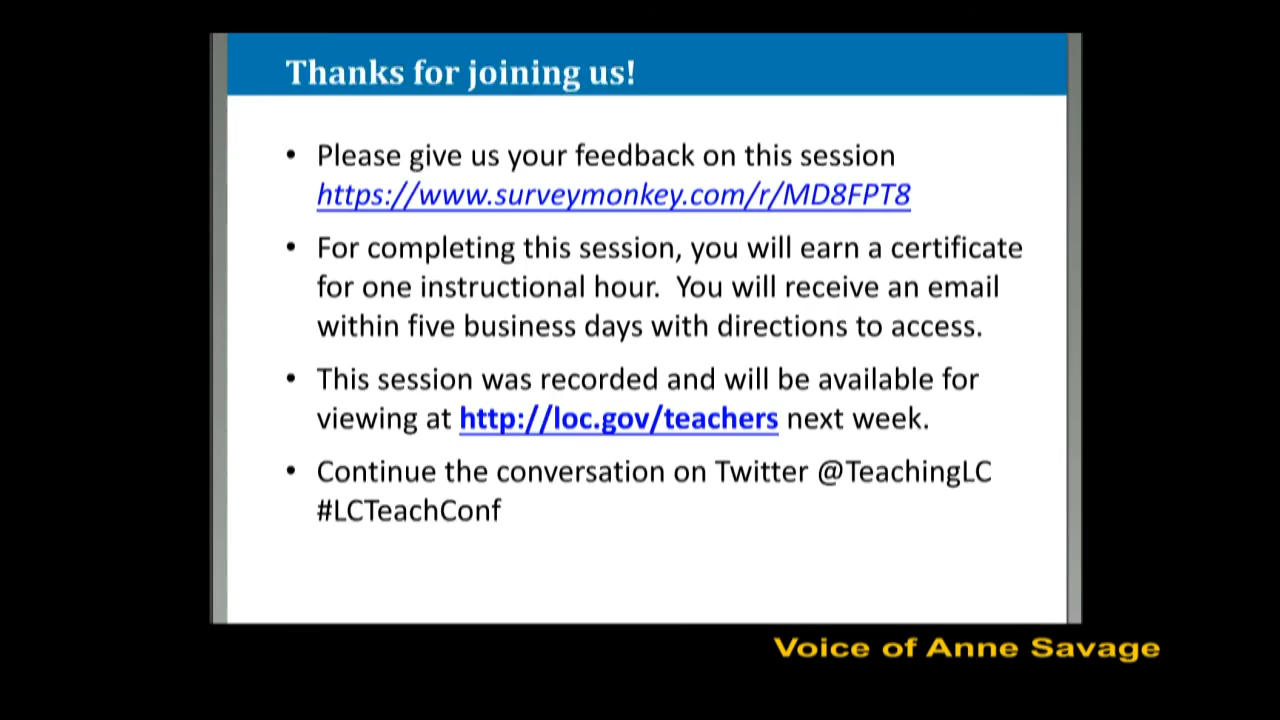 Thanks for joining us!
• Please give us your feedback on this session
https://www.surveymonkey.com/r/MD8FPT8
• For completing this session, you will earn a certificate
for one instructional hour.  You will receive an email
within five business days with directions to access.
• This session was recorded and will be available for
viewing at http://loc.gov/teachers next week.
• Continue the conversation on Twitter @TeachingLC
#LCTeachConf
Voice of Anne Savage